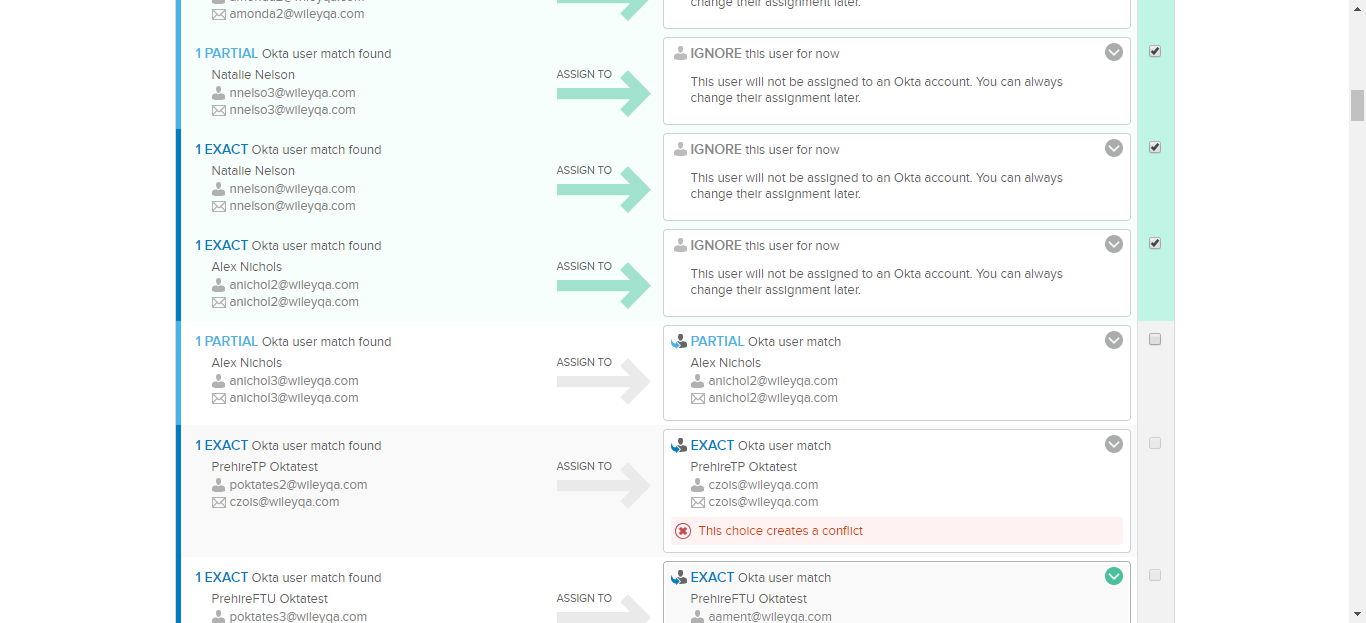 amonda2@wileyqa.com
change their assignment later.
1 PARTIAL Okta user match found
Natalie Nelson
nnelso3@wileyqa.com
nnelso3@wileyqa.com
ASSIGN TO
IGNORE this user for now
This user will not be assigned to an Okta account. You can always
change their assignment later.
1 EXACT Okta user match found
Natalie Nelson
nnelson@wileyqa.com
nnelson@wileyqa.com
ASSIGN TO
IGNORE this user for now
This user will not be assigned to an Okta account. You can always
change their assignment later.
1 EXACT Okta user match found
Alex Nichols
anichol2@wileyqa.com
anichol2@wileyqa.com
ASSIGN TO
IGNORE this user for now
This user will not be assigned to an Okta account. You can always
change their assignment later.
1 PARTIAL Okta user match found
Alex Nichols
anichol3@wileyqa.com
anichol3@wileyqa.com
ASSIGN TO
PARTIAL Okta user match
Alex Nichols
anichol2@wileyqa.com
anichol2@wileyqa.com
1 EXACT Okta user match found
PrehireTP Oktatest
poktates2@wileyqa.com
czois@wileyqa.com
ASSIGN TO
EXACT Okta user match
PrehireTP Oktatest
czois@wileyqa.com
czois@wileyqa.com
This choice creates a conflict
1 EXACT Okta user match found
PrehireFTU Oktatest
poktates3@wileyqa.com
ASSIGN TO
EXACT Okta user match
PrehireFTU Oktatest
aament@wileyqa.com